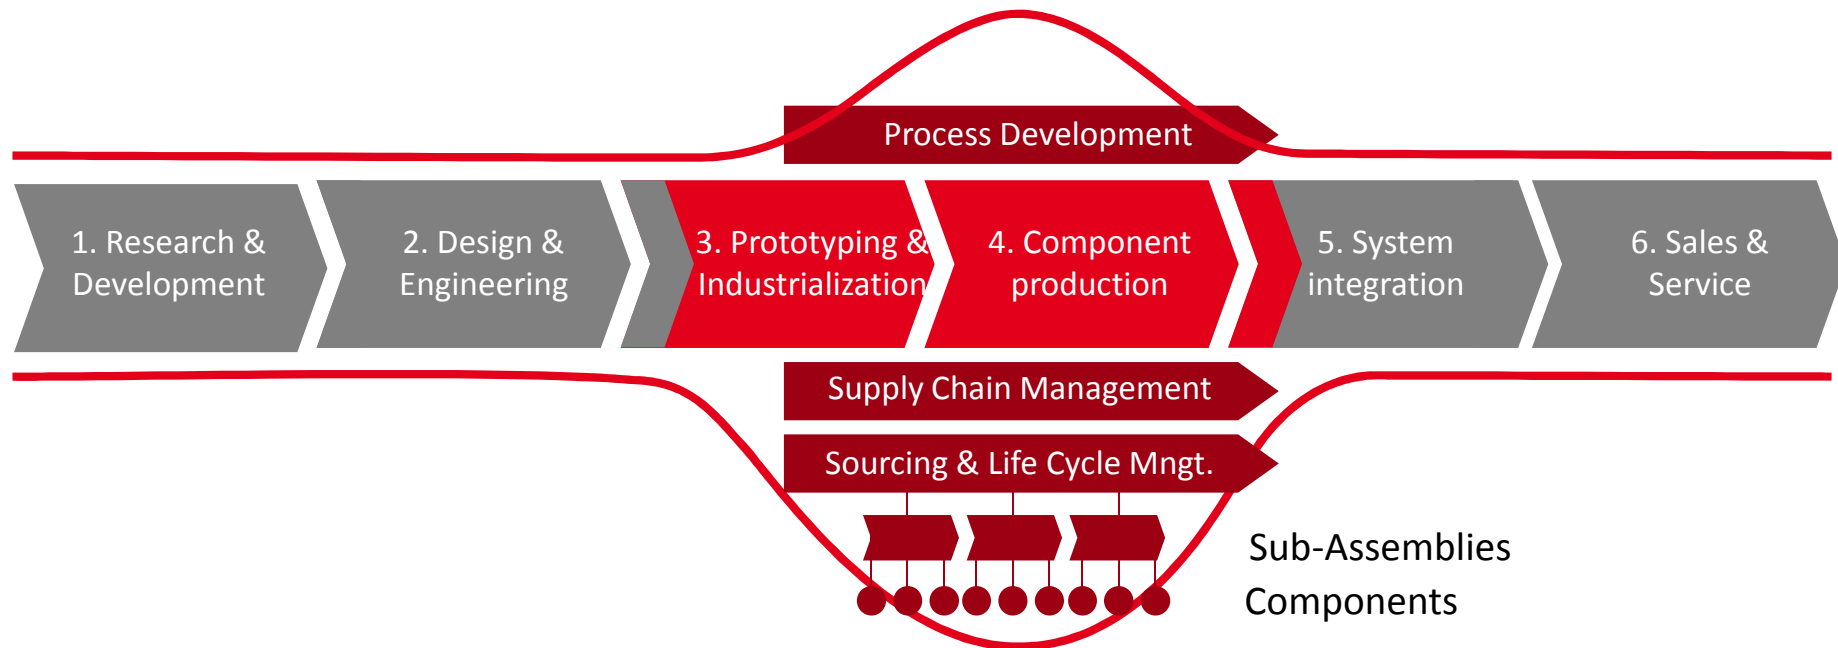 Process Development
1. Research &
Development
2. Design &
Engineering
3. Prototyping &
Industrialization
4. Component
production
5. System
integration
6. Sales &
Service
Supply Chain Management
Sourcing & Life Cycle Mngt.
Sub-Assemblies
Components